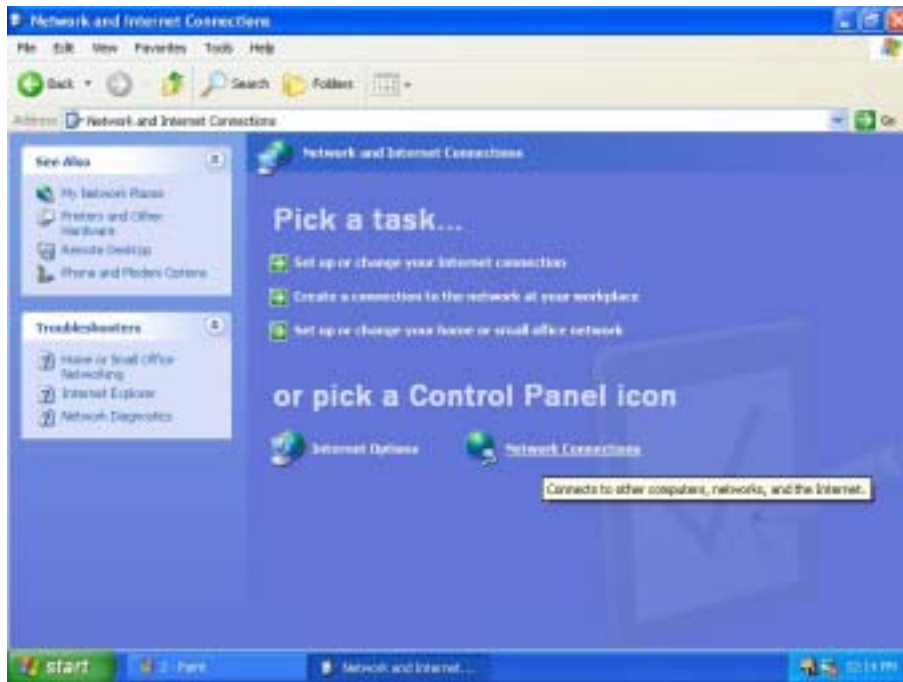 Network and Internet Connections
File Edit View Favorites Tools Help
Back Search Folders
Address Network and Internet Connections Go
See Also
My Network Places
Printers and Other
Hardware
Remote Desktop
Phone and Modem Options
Troubleshooters
Home or Small Office
Networking
Internet Explorer
Network Diagnostics
Network and Internet Connections
Pick a task...
Set up or change your Internet connection
Create a connection to the network at your workplace
Set up or change your home or small office network
or pick a Control Panel icon
Internet Options
Network Connections
Connects to other computers, networks, and the Internet.
start
2 - Paint
Network and Internet...
02:14 PM